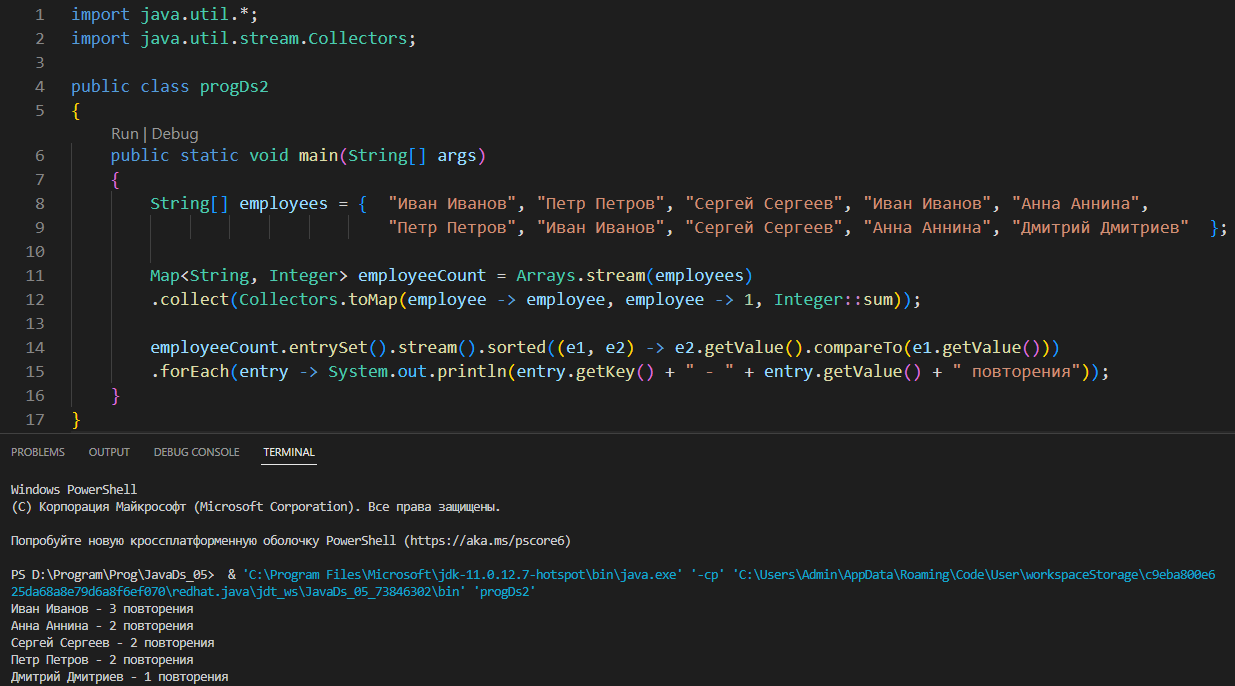 1 import java.util.*;
2 import java.util.stream.Collectors;
3
4 public class progDs2
5 {
Run | Debug
6 public static void main(String[] args)
7 {
8 String[] employees = { "Иван Иванов", "Петр Петров", "Сергей Сергеев", "Иван Иванов", "Анна Аннина",
9 "Петр Петров", "Иван Иванов", "Сергей Сергеев", "Анна Аннина", "Дмитрий Дмитриев" };
10
11 Map<String, Integer> employeeCount = Arrays.stream(employees)
12 .collect(Collectors.toMap(employee -> employee, employee -> 1, Integer::sum));
13
14 employeeCount.entrySet().stream().sorted((e1, e2) -> e2.getValue().compareTo(e1.getValue()))
15 .forEach(entry -> System.out.println(entry.getKey() + " - " + entry.getValue() + " повторения"));
16 }
17 }
PROBLEMS OUTPUT DEBUG CONSOLE TERMINAL
Windows PowerShell
(C) Корпорация Майкрософт (Microsoft Corporation). Все права защищены.
Попробуйте новую кроссплатформенную оболочку PowerShell (https://aka.ms/pscore6)
PS D:\Program\Prog\JavaDs_05> & 'C:\Program Files\Microsoft\jdk-11.0.12.7-hotspot\bin\java.exe' '-cp' 'C:\Users\Admin\AppData\Roaming\Code\User\workspaceStorage\c9eba800e6
25da68a8e79d6a8f6ef070\redhat.java\jdt_ws\JavaDs_05_73846302\bin' 'progDs2'
Иван Иванов - 3 повторения
Анна Аннина - 2 повторения
Сергей Сергеев - 2 повторения
Петр Петров - 2 повторения
Дмитрий Дмитриев - 1 повторения